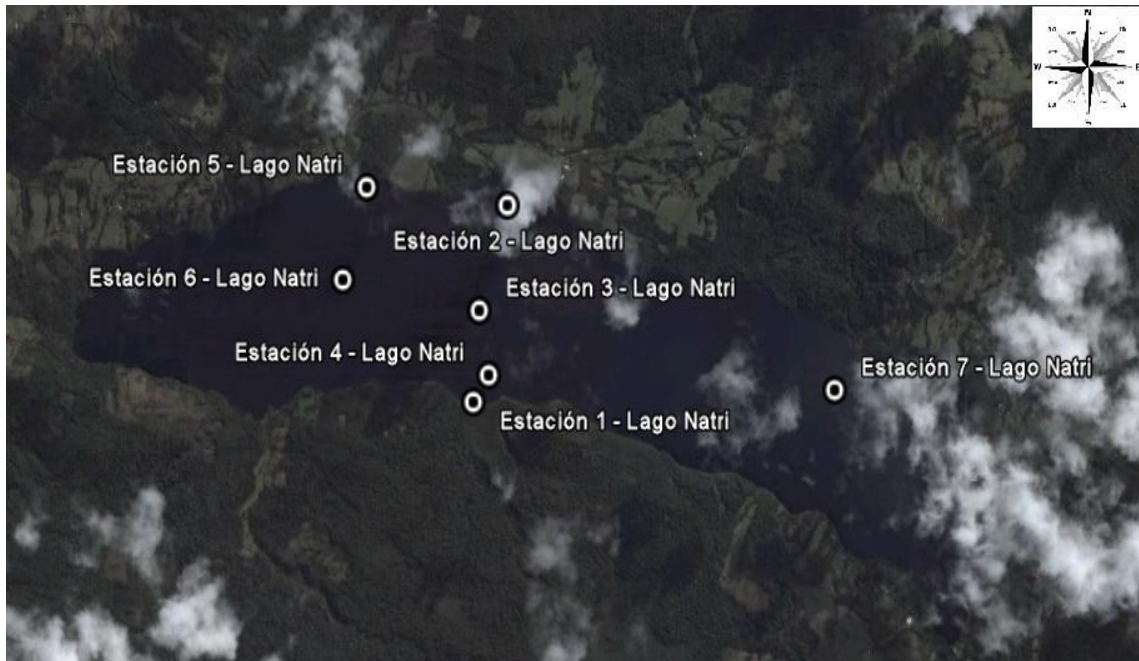 N
W
E
Estación 5 - Lago Natri
Estación 2 - Lago Natri
Estación 6 - Lago Natri
Estación 3 - Lago Natri
Estación 4 - Lago Natri
Estación 7 - Lago Natri
Estación 1 - Lago Natri